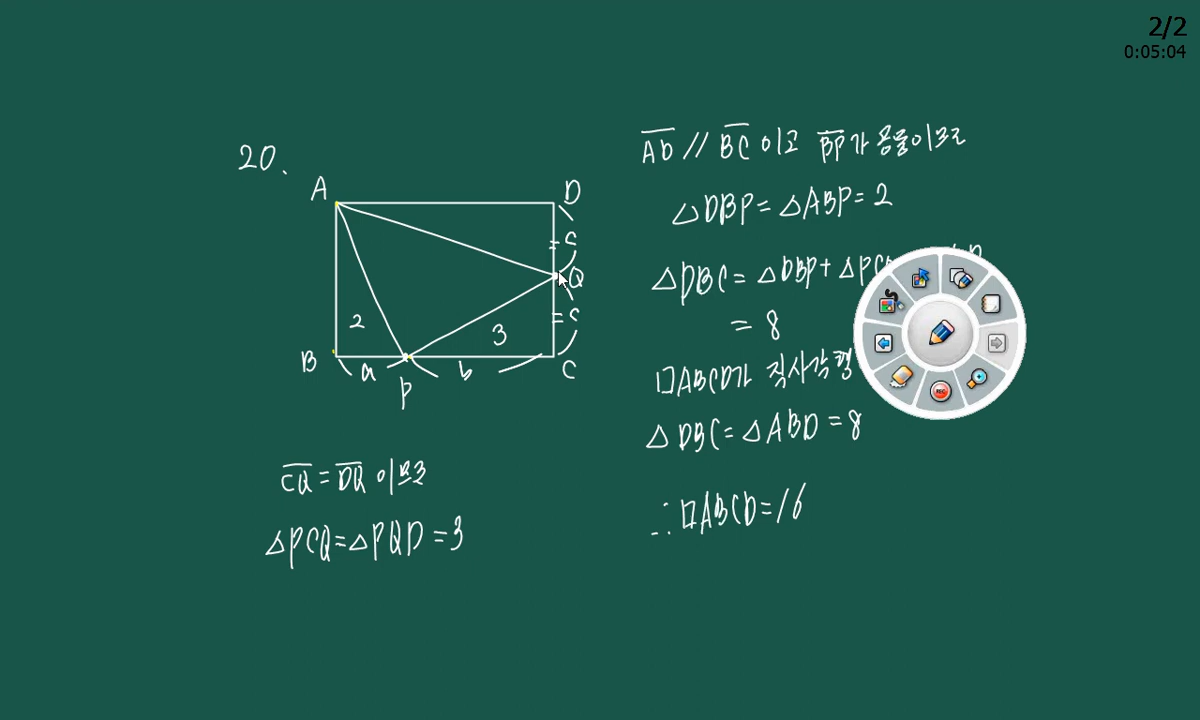 2/2
0:05:04
20.
A
D
c
Q
c
2
3
B
a
P
b
C
CQ = DQ 이므로
△PCQ=△PQD=3
AD // BC 이고 BP가 공통이므로
△DBP=△ABP=2
△DBC= △DBP+ △PC
= 8
□ABCD가 직사각형
△DBC=△ABD=8
∴□ABCD=16